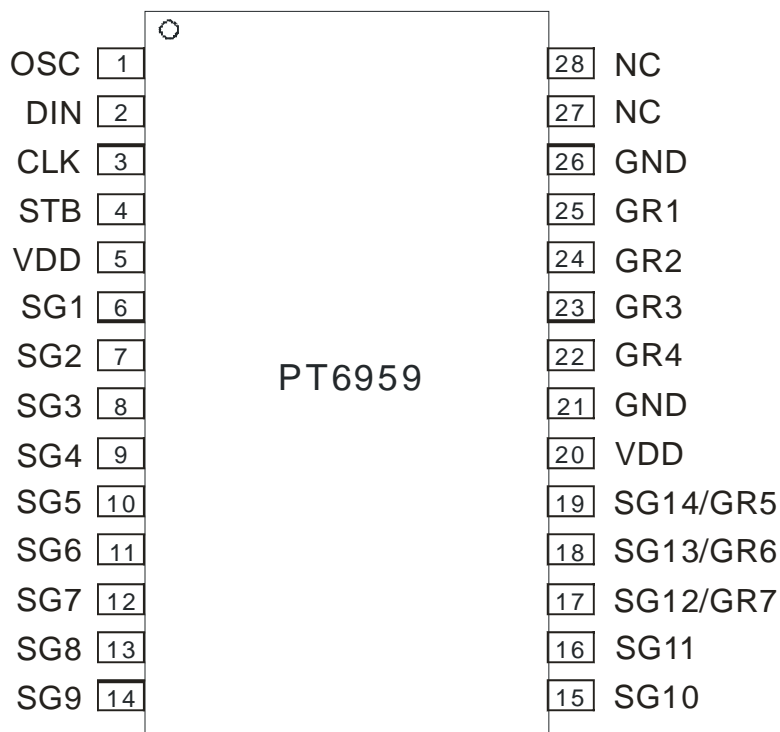 OSC 1 28 NC
DIN 2 27 NC
CLK 3 26 GND
STB 4 25 GR1
VDD 5 24 GR2
SG1 6 23 GR3
SG2 7 22 GR4
PT6959
SG3 8 21 GND
SG4 9 20 VDD
SG5 10 19 SG14/GR5
SG6 11 18 SG13/GR6
SG7 12 17 SG12/GR7
SG8 13 16 SG11
SG9 14 15 SG10